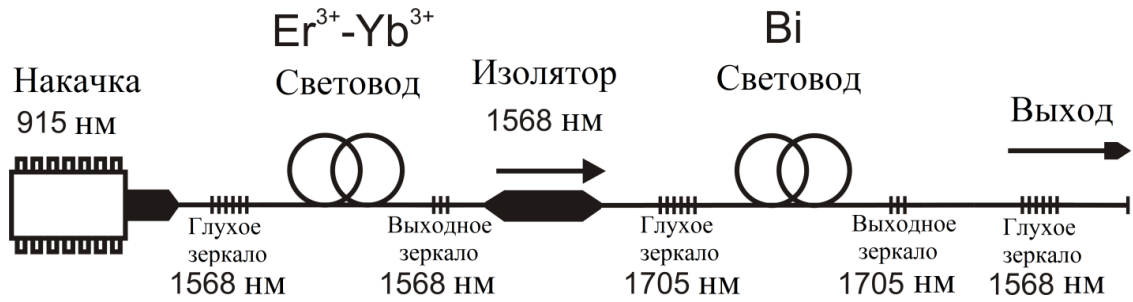 Er³⁺-Yb³⁺
Световод
Bi
Световод
Накачка
915 нм
Изолятор
1568 нм
Выход
Глухое
зеркало
1568 нм
Выходное
зеркало
1568 нм
Глухое
зеркало
1705 нм
Выходное
зеркало
1705 нм
Глухое
зеркало
1568 нм